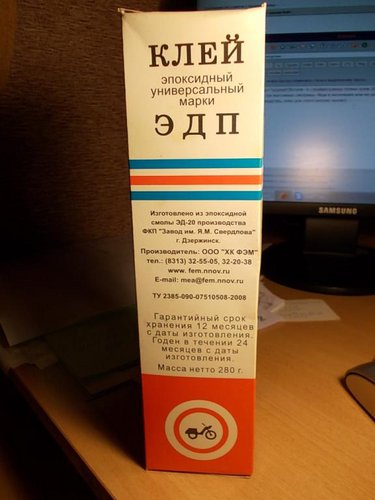 КЛЕЙ
эпоксидный
универсальный
марки
ЭДП
Изготовлено из эпоксидной
смолы ЭД-20 производства
ФКП "Завод им. Я.М. Свердлова"
г. Дзержинск.
Производитель: ООО "ХК ФЭМ"
тел.: (8313) 32-55-05, 32-20-38
www. fem.nnov.ru
E-mail: mea@fem.nnov.ru
ТУ 2385-090-07510508-2008
Гарантийный срок
хранения 12 месяцев
с даты изготовления.
Годен в течении 24
месяцев с даты
изготовления.
Масса нетто 280 г.
SAMSUNG